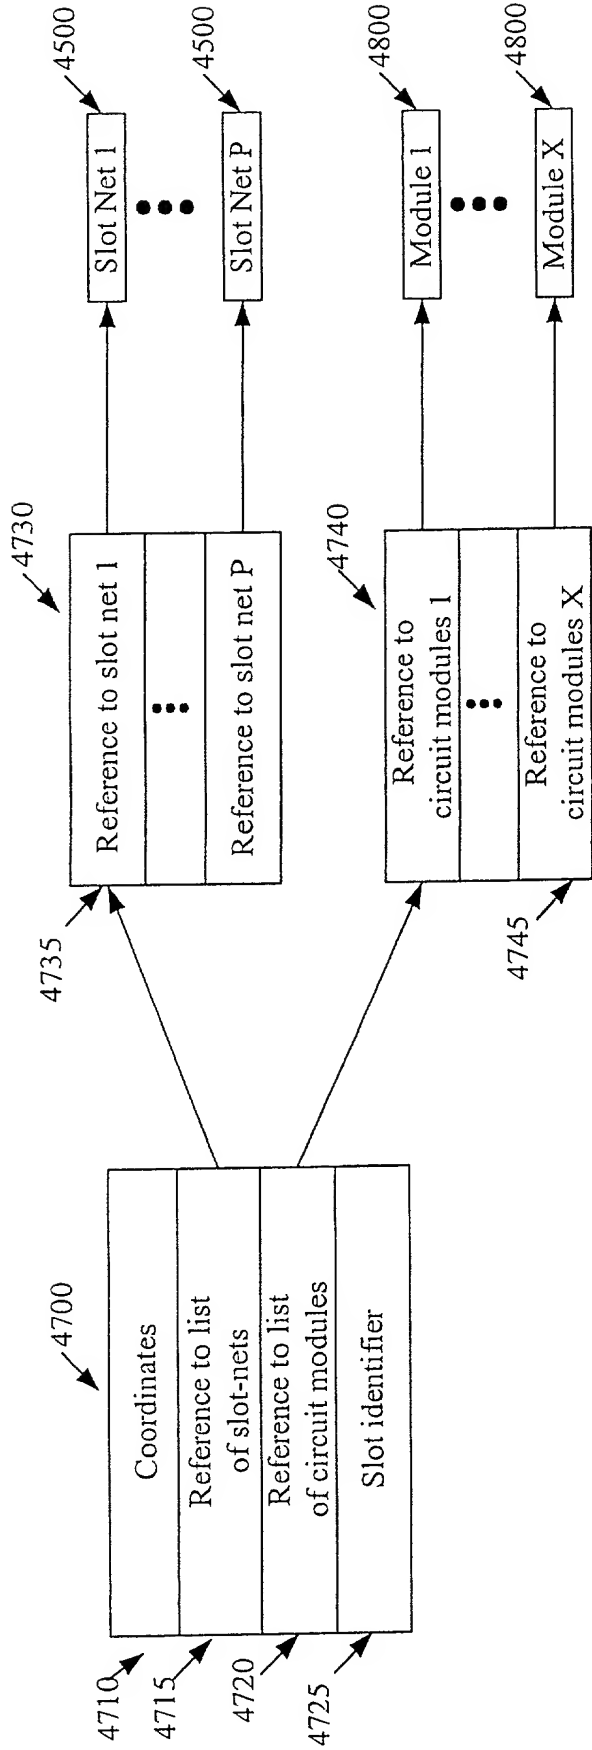 4700
4710
Coordinates
4715
Reference to list
of slot-nets
4720
Reference to list
of circuit modules
4725
Slot identifier
4730
4735
Reference to slot net 1
Reference to slot net P
4740
Reference to
circuit modules 1
4745
Reference to
circuit modules X
4500
Slot Net 1
4500
Slot Net P
4800
Module 1
4800
Module X